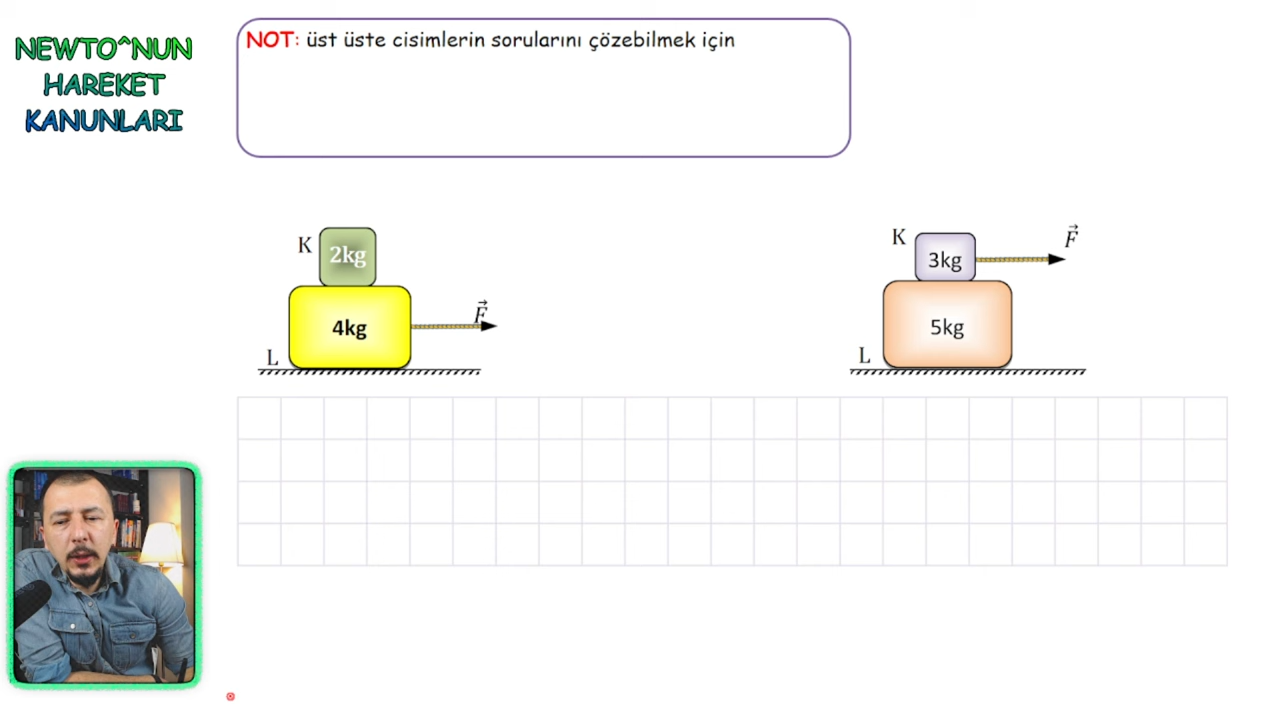 NEWTO^NUN
HAREKET
KANUNLARI
NOT: üst üste cisimlerin sorularını çözebilmek için
K
2kg
4kg
F⃗
L
K
3kg
F⃗
5kg
L